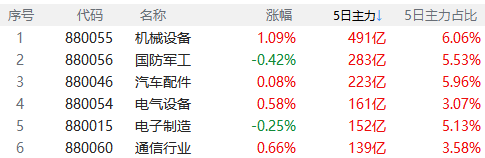 序号 代码 名称 涨幅 5日主力↓ 5日主力占比
1 880055 机械设备 1.09% 491亿 6.06%
2 880056 国防军工 -0.42% 283亿 5.53%
3 880046 汽车配件 0.08% 223亿 5.96%
4 880054 电气设备 0.58% 161亿 3.07%
5 880015 电子制造 -0.25% 152亿 5.13%
6 880060 通信行业 0.66% 139亿 3.58%